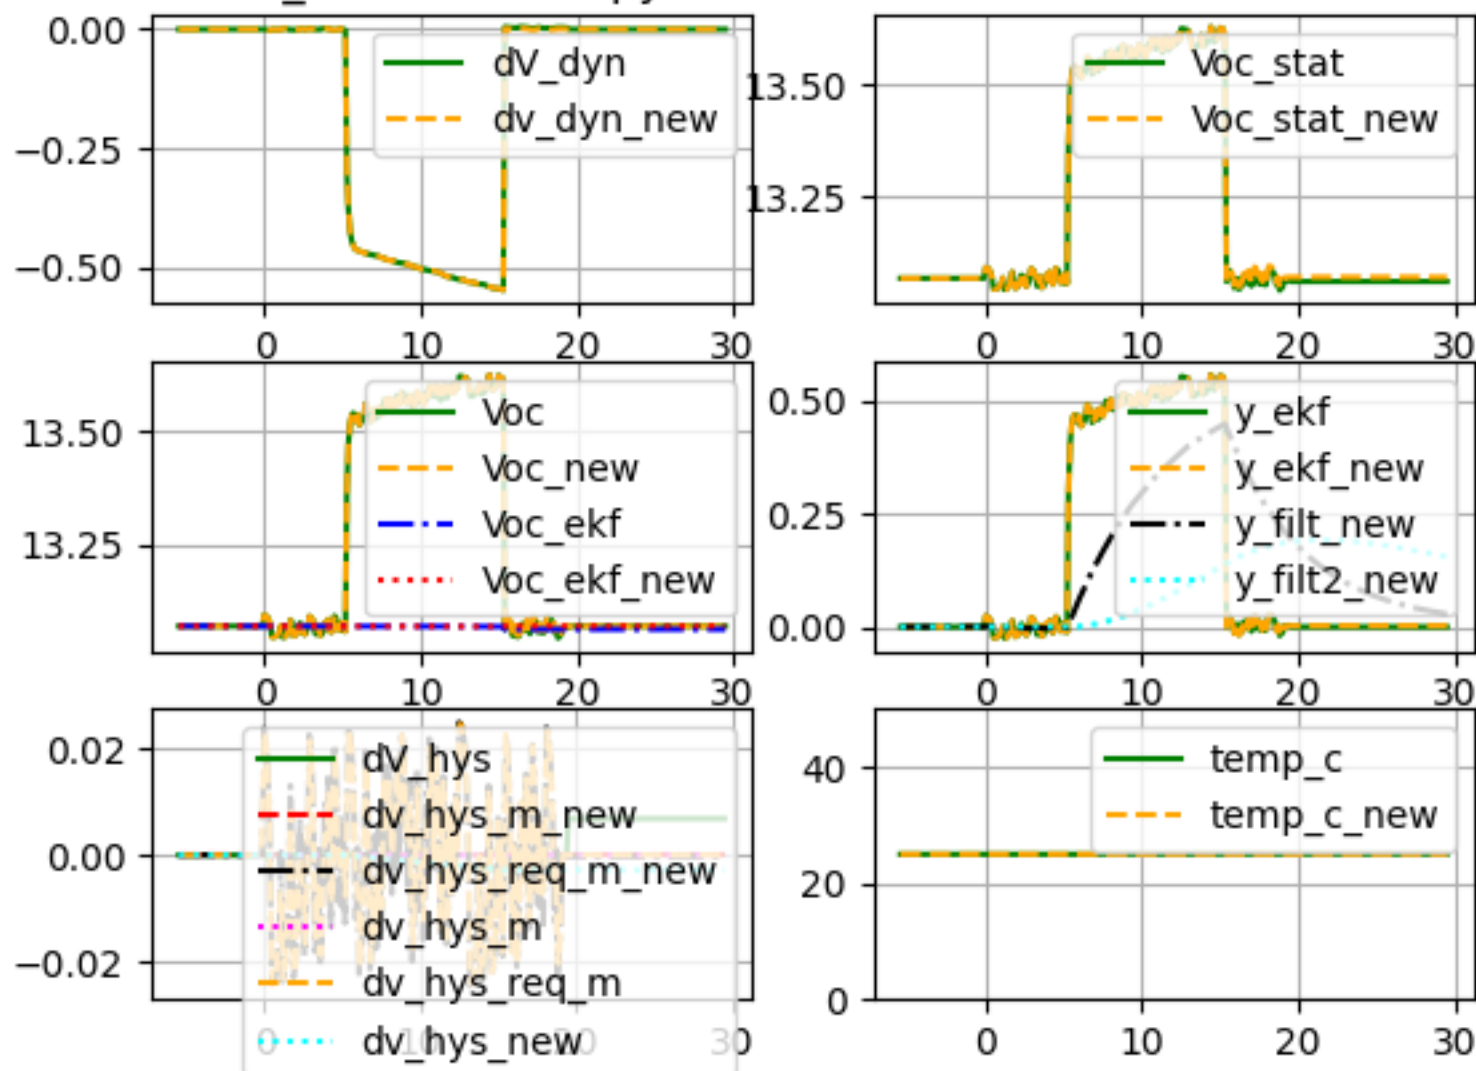 0.00
−0.25
−0.50
dV_dyn
dv_dyn_new
0 10 20 30
13.50
13.25
Voc_stat
Voc_stat_new
0 10 20 30
13.50
13.25
Voc
Voc_new
Voc_ekf
Voc_ekf_new
0 10 20 30
0.50
0.25
0.00
y_ekf
y_ekf_new
y_filt_new
y_filt2_new
0 10 20 30
0.02
0.00
−0.02
dV_hys
dv_hys_m_new
dv_hys_req_m_new
dv_hys_m
dv_hys_req_m
dv_hys_new
0 10 20 30
40
20
0
temp_c
temp_c_new
0 10 20 30